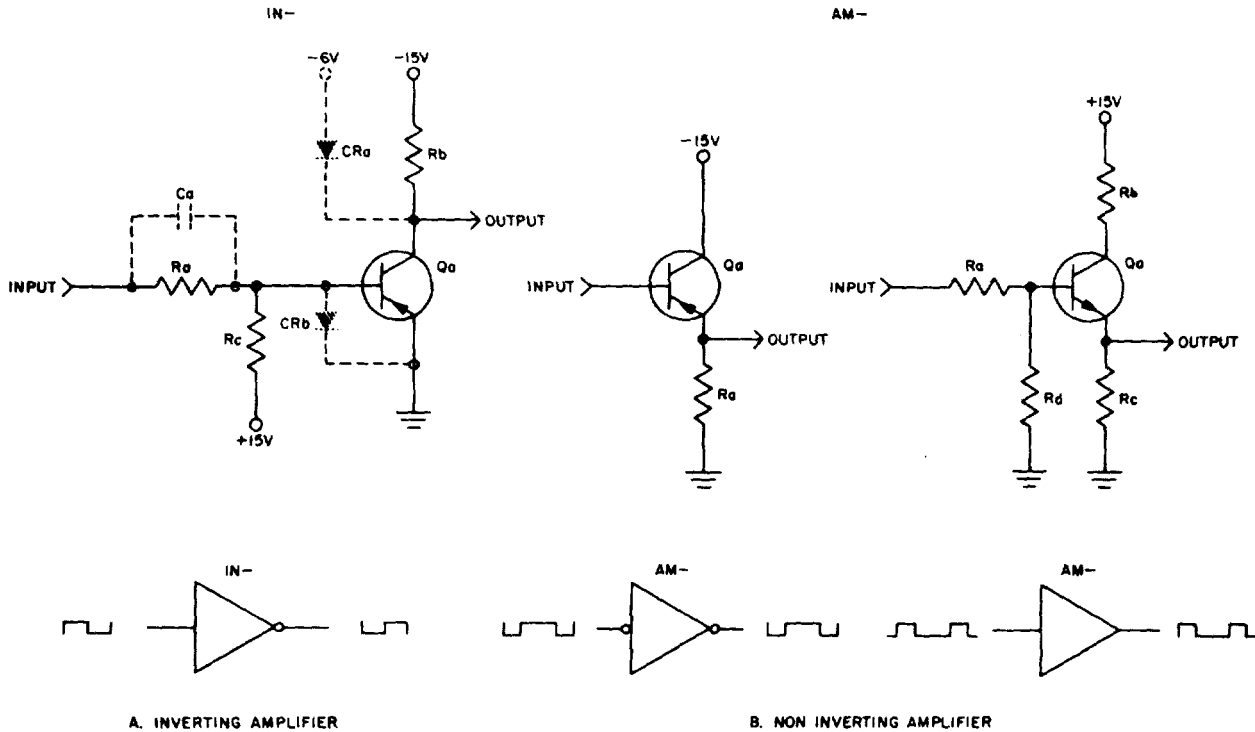 IN-
AM-
-6V
-15V
CRa
Rb
Ca
OUTPUT
Ra
Qa
INPUT
Rc
CRb
+15V
-15V
Qa
INPUT
OUTPUT
Ra
+15V
Rb
Ra
Qa
INPUT
OUTPUT
Rd
Rc
IN-
AM-
AM-
A. INVERTING AMPLIFIER
B. NON INVERTING AMPLIFIER